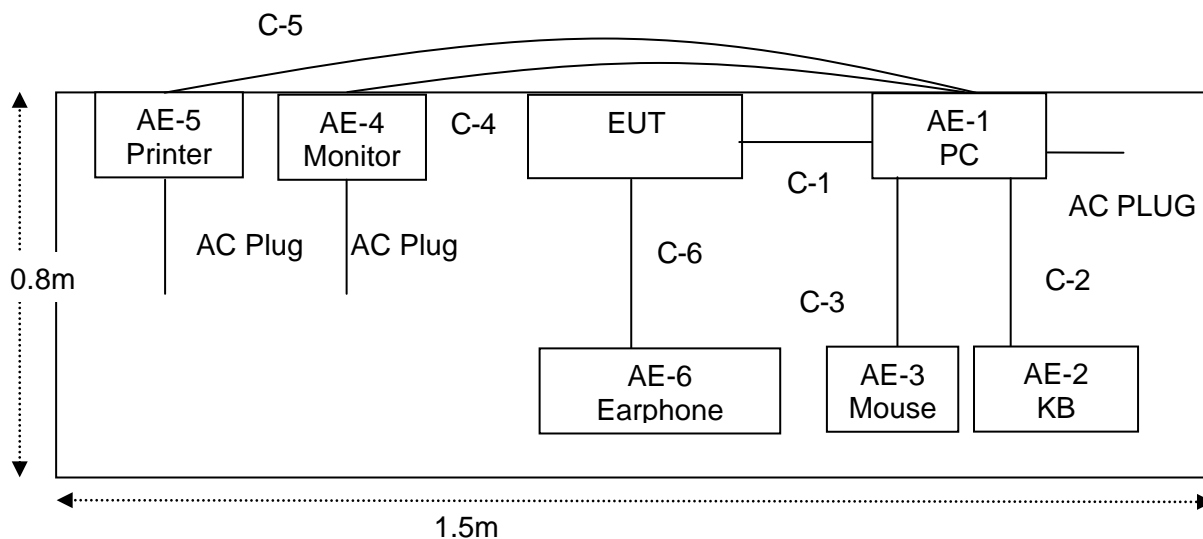 C-5
AE-5
Printer
AE-4
Monitor
C-4
EUT
C-1
AE-1
PC
AC PLUG
AC Plug
AC Plug
C-6
C-3
C-2
0.8m
AE-6
Earphone
AE-3
Mouse
AE-2
KB
1.5m